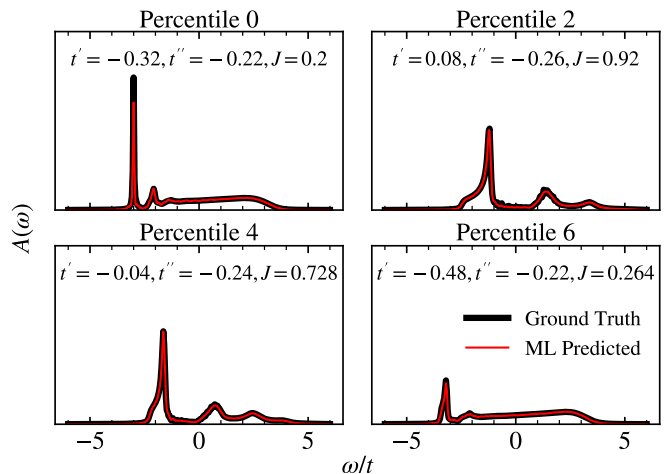 Percentile 0
t′ = −0.32, t″ = −0.22, J = 0.2
Percentile 2
t′ = 0.08, t″ = −0.26, J = 0.92
A(ω)
Percentile 4
t′ = −0.04, t″ = −0.24, J = 0.728
−5 0 5
Percentile 6
t′ = −0.48, t″ = −0.22, J = 0.264
Ground Truth
ML Predicted
−5 0 5
ω/t